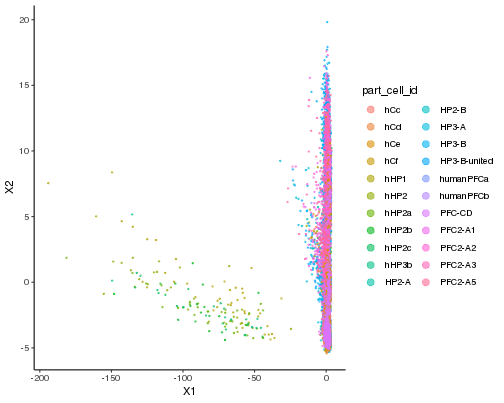 20
15
10
5
0
-5
X2
-200
-150
-100
-50
0
X1
part_cell_id
hCc
hCd
hCe
hCf
hHP1
hHP2
hHP2a
hHP2b
hHP2c
hHP3b
HP2-A
HP2-B
HP3-A
HP3-B
HP3-B-united
humanPFCa
humanPFCb
PFC-CD
PFC2-A1
PFC2-A2
PFC2-A3
PFC2-A5